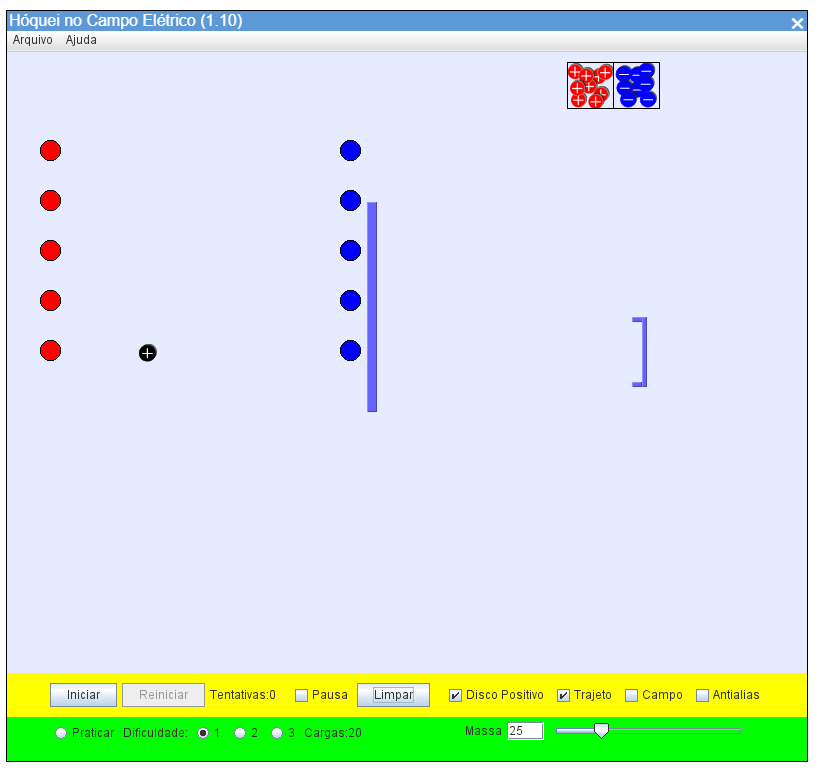 Hóquei no Campo Elétrico (1.10)
Arquivo Ajuda
Iniciar Reiniciar Tentativas:0 Pausa Limpar Disco Positivo Trajeto Campo Antialias
Praticar Dificuldade: 1 2 3 Cargas:20 Massa 25